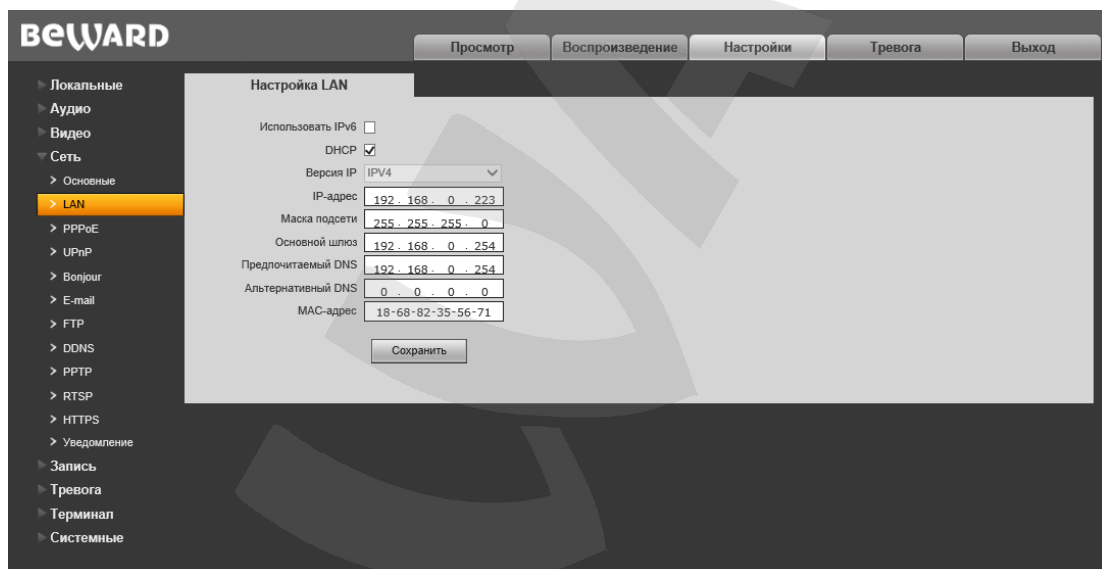 BEWARD
Просмотр Воспроизведение Настройки Тревога Выход
Локальные
Аудио
Видео
Сеть
> Основные
> LAN
> PPPoE
> UPnP
> Bonjour
> E-mail
> FTP
> DDNS
> PPTP
> RTSP
> HTTPS
> Уведомление
Запись
Тревога
Терминал
Системные
Настройка LAN
Использовать IPv6
DHCP
Версия IP IPV4
IP-адрес 192 . 168 . 0 . 223
Маска подсети 255 . 255 . 255 . 0
Основной шлюз 192 . 168 . 0 . 254
Предпочитаемый DNS 192 . 168 . 0 . 254
Альтернативный DNS 0 . 0 . 0 . 0
MAC-адрес 18-68-82-35-56-71
Сохранить